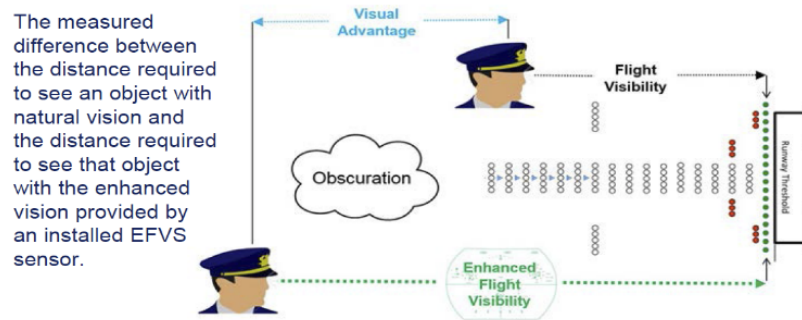 The measured
difference between
the distance required
to see an object with
natural vision and
the distance required
to see that object
with the enhanced
vision provided by
an installed EFVS
sensor.
Visual
Advantage
Flight
Visibility
Obscuration
Runway Threshold
Enhanced
Flight
Visibility